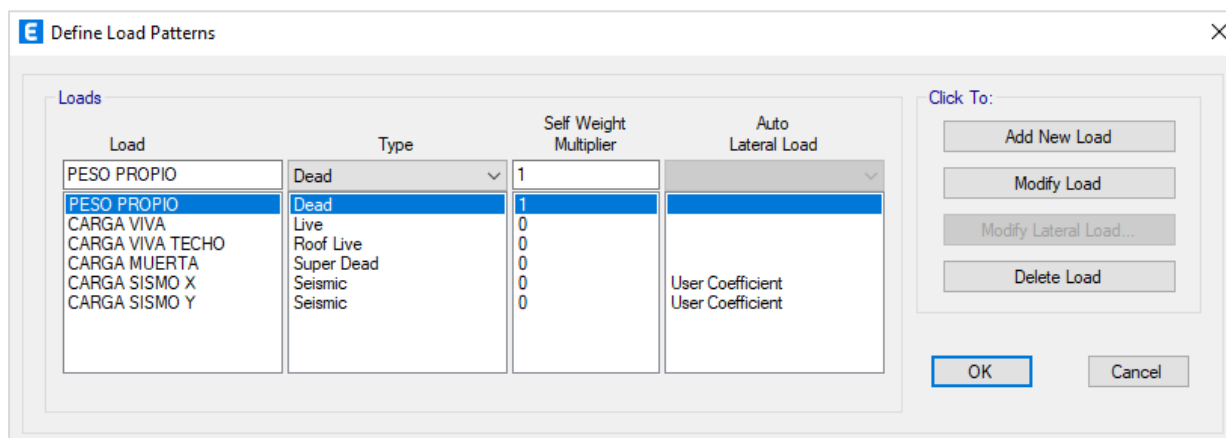 E Define Load Patterns
Loads
Load Type Self Weight Multiplier Auto Lateral Load
PESO PROPIO Dead 1
PESO PROPIO Dead 1
CARGA VIVA Live 0
CARGA VIVA TECHO Roof Live 0
CARGA MUERTA Super Dead 0
CARGA SISMO X Seismic 0 User Coefficient
CARGA SISMO Y Seismic 0 User Coefficient
Click To:
Add New Load
Modify Load
Modify Lateral Load...
Delete Load
OK Cancel